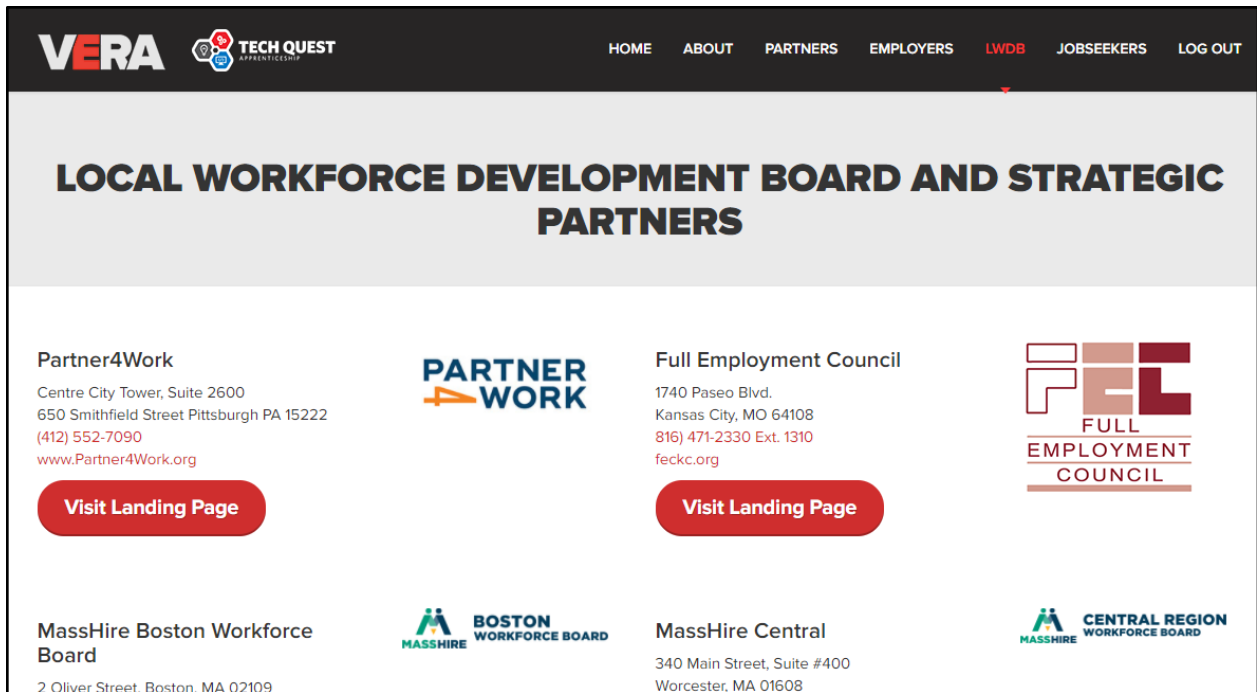 VERA
TECH QUEST
APPRENTICESHIP
HOME ABOUT PARTNERS EMPLOYERS LWDB JOBSEEKERS LOG OUT
LOCAL WORKFORCE DEVELOPMENT BOARD AND STRATEGIC
PARTNERS
Partner4Work
Centre City Tower, Suite 2600
650 Smithfield Street Pittsburgh PA 15222
(412) 552-7090
www.Partner4Work.org
Visit Landing Page
PARTNER
4WORK
Full Employment Council
1740 Paseo Blvd.
Kansas City, MO 64108
816) 471-2330 Ext. 1310
feckc.org
Visit Landing Page
FEC
FULL
EMPLOYMENT
COUNCIL
MassHire Boston Workforce
Board
2 Oliver Street, Boston, MA 02109
MASSHIRE
BOSTON
WORKFORCE BOARD
MassHire Central
340 Main Street, Suite #400
Worcester, MA 01608
MASSHIRE
CENTRAL REGION
WORKFORCE BOARD